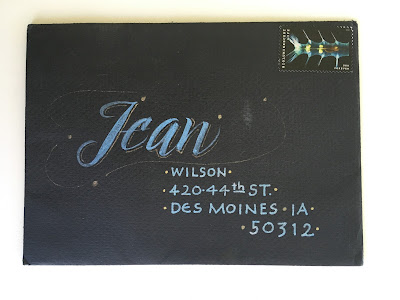 Jean
·WILSON·
·420·44th ST.·
·DES MOINES·IA·
·50312·